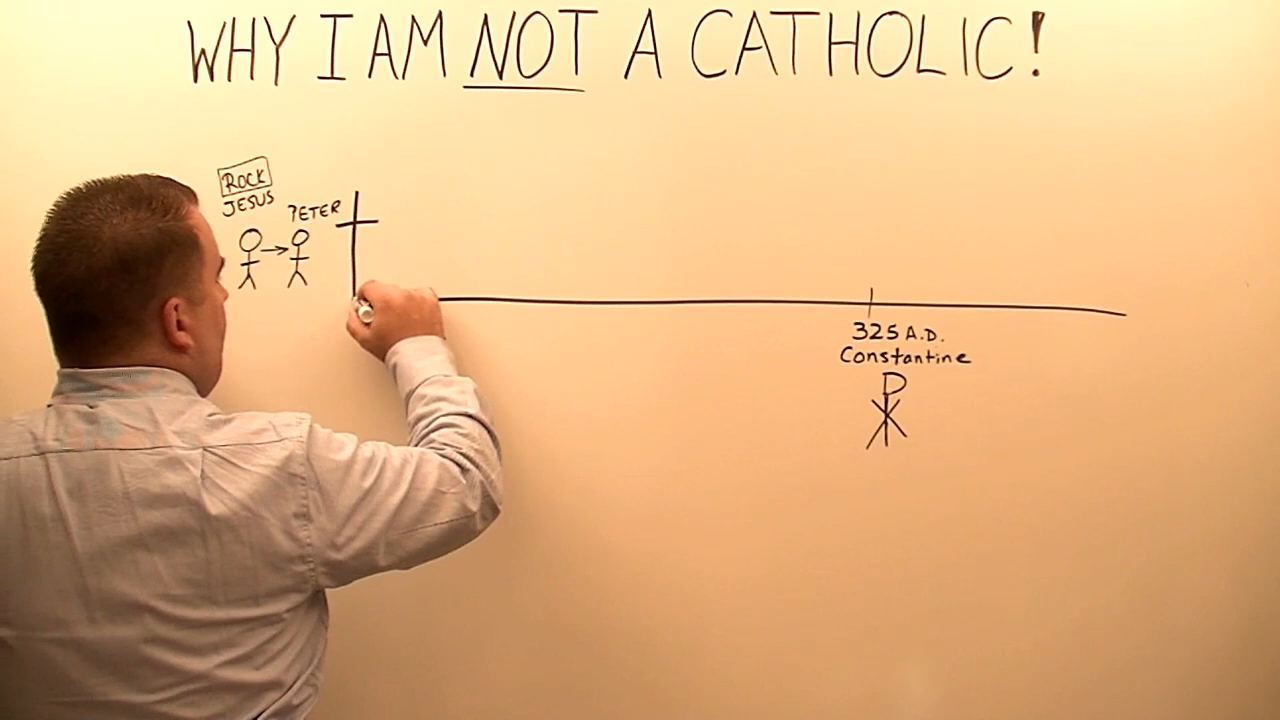 WHY I AM NOT A CATHOLIC!
ROCK
JESUS
PETER
325 A.D.
Constantine